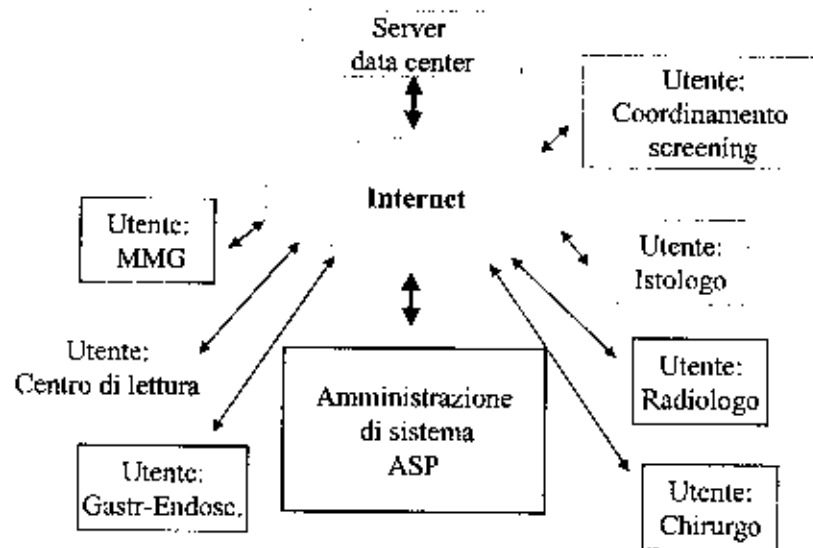 Server
data center
Utente:
Coordinamento
screening
Internet
Utente:
MMG
Utente:
Istologo
Utente:
Centro di lettura
Utente:
Radiologo
Amministrazione
di sistema
ASP
Utente:
Gastr-Endosc.
Utente:
Chirurgo